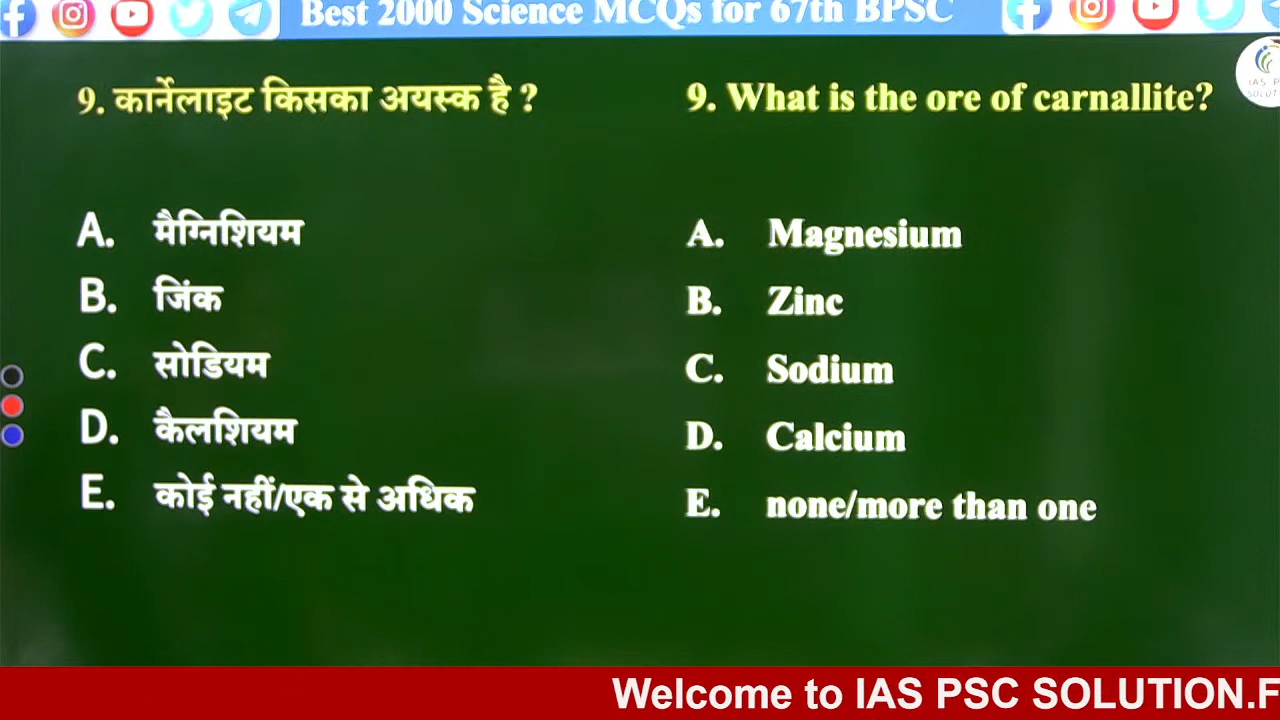 Best 2000 Science MCQs for 67th BPSC
9. कार्नेलाइट किसका अयस्क है ?
A. मैग्निशियम
B. जिंक
C. सोडियम
D. कैलशियम
E. कोई नहीं/एक से अधिक
9. What is the ore of carnallite?
A. Magnesium
B. Zinc
C. Sodium
D. Calcium
E. none/more than one
Welcome to IAS PSC SOLUTION.F